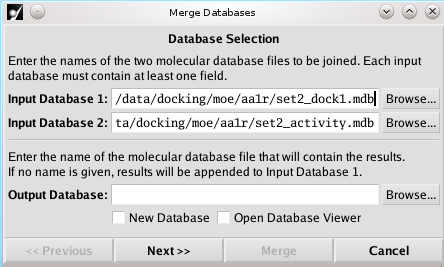 Merge Databases
Database Selection
Enter the names of the two molecular database files to be joined. Each input
database must contain at least one field.
Input Database 1: /data/docking/moe/aa1r/set2_dock1.mdb Browse...
Input Database 2: ta/docking/moe/aa1r/set2_activity.mdb Browse...
Enter the name of the molecular database file that will contain the results.
If no name is given, results will be appended to Input Database 1.
Output Database: Browse...
New Database Open Database Viewer
<< Previous Next >> Merge Cancel